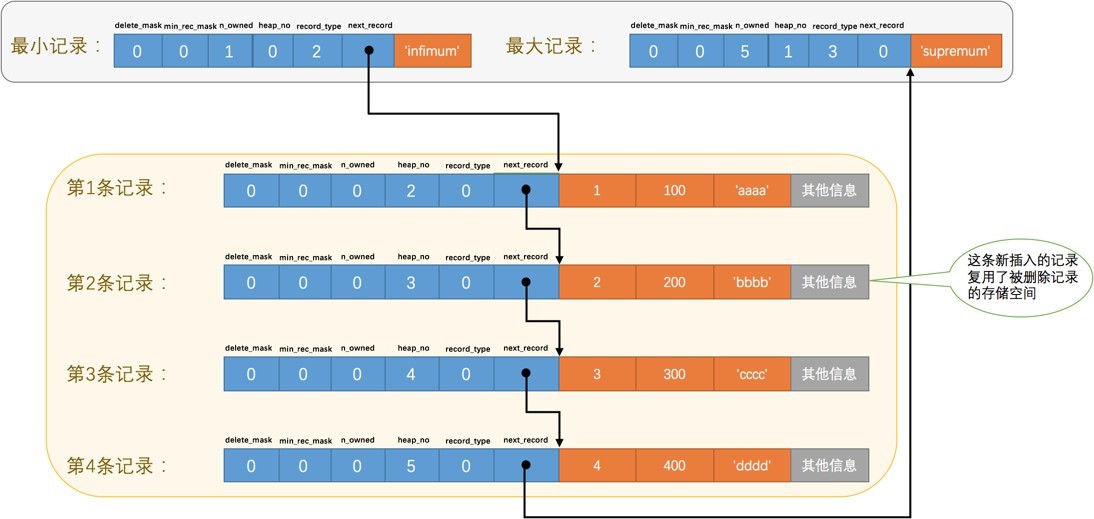 delete_mask min_rec_mask n_owned heap_no record_type next_record
最小记录： 0 0 1 0 2 'infimum'
delete_mask min_rec_mask n_owned heap_no record_type next_record
最大记录： 0 0 5 1 3 0 'supremum'
delete_mask min_rec_mask n_owned heap_no record_type next_record
第1条记录： 0 0 0 2 0 1 100 'aaaa' 其他信息
delete_mask min_rec_mask n_owned heap_no record_type next_record
第2条记录： 0 0 0 3 0 2 200 'bbbb' 其他信息
这条新插入的记录
复用了被删除记录
的存储空间
delete_mask min_rec_mask n_owned heap_no record_type next_record
第3条记录： 0 0 0 4 0 3 300 'cccc' 其他信息
delete_mask min_rec_mask n_owned heap_no record_type next_record
第4条记录： 0 0 0 5 0 4 400 'dddd' 其他信息